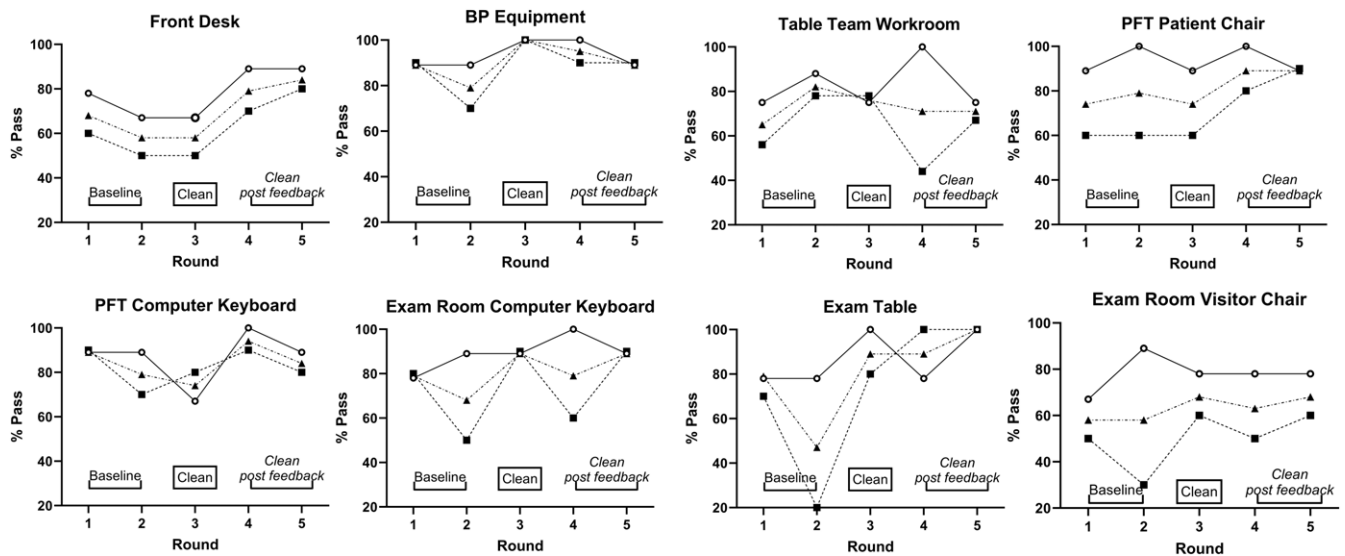 Front Desk
% Pass
100
80
60
40
20
Baseline
Clean
Clean
post feedback
1 2 3 4 5
Round
BP Equipment
% Pass
100
80
60
40
20
Baseline
Clean
Clean
post feedback
1 2 3 4 5
Round
Table Team Workroom
% Pass
100
80
60
40
20
Baseline
Clean
Clean
post feedback
1 2 3 4 5
Round
PFT Patient Chair
% Pass
100
80
60
40
20
Baseline
Clean
Clean
post feedback
1 2 3 4 5
Round
PFT Computer Keyboard
% Pass
100
80
60
40
20
Baseline
Clean
Clean
post feedback
1 2 3 4 5
Round
Exam Room Computer Keyboard
% Pass
100
80
60
40
20
Baseline
Clean
Clean
post feedback
1 2 3 4 5
Round
Exam Table
% Pass
100
80
60
40
20
Baseline
Clean
Clean
post feedback
1 2 3 4 5
Round
Exam Room Visitor Chair
% Pass
100
80
60
40
20
Baseline
Clean
Clean
post feedback
1 2 3 4 5
Round